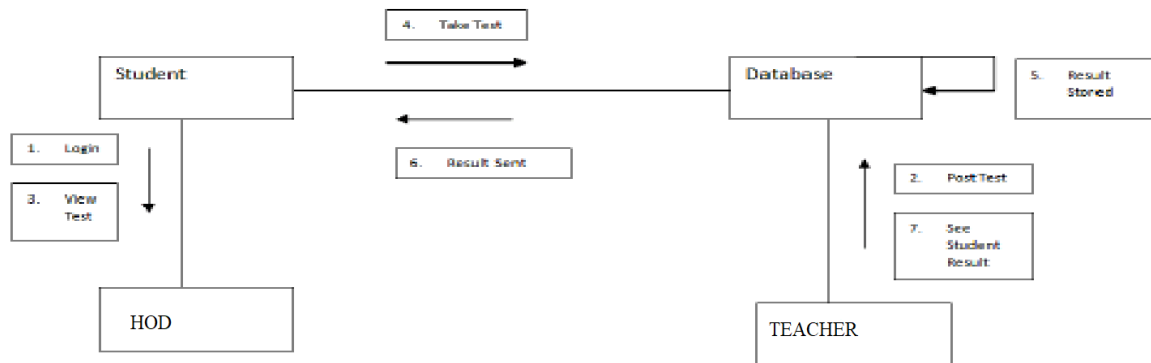 4. Take Test
Student
Database
5. Result
Stored
1. Login
6. Result Sent
3. View
Test
2. Post Test
7. See
Student
Result
HOD
TEACHER